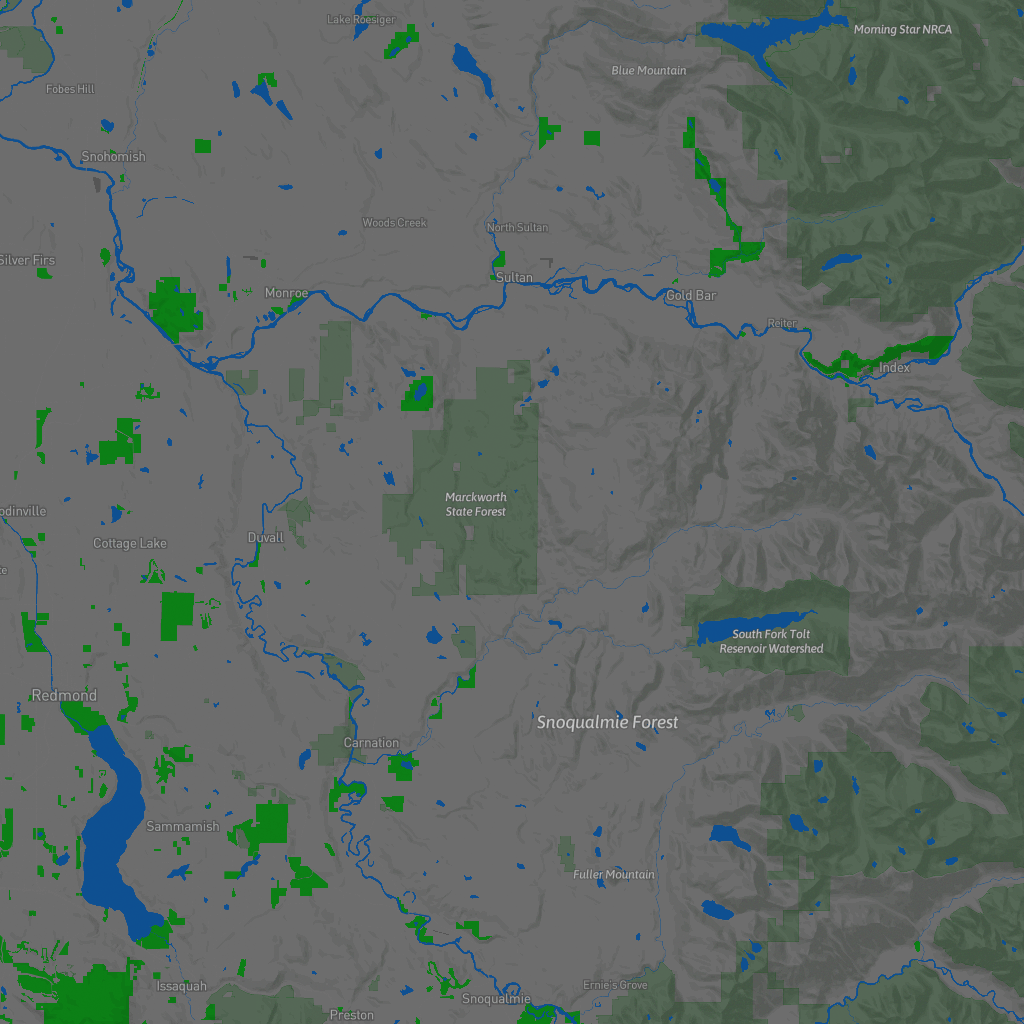 Lake Roesiger
Morning Star NRCA
Blue Mountain
Fobes Hill
Snohomish
Woods Creek
North Sultan
Silver Firs
Sultan
Monroe
Gold Bar
Reiter
Index
Marckworth
State Forest
odinville
Duvall
Cottage Lake
te
South Fork Tolt
Reservoir Watershed
Redmond
Snoqualmie Forest
Carnation
Sammamish
Fuller Mountain
Issaquah
Ernie's Grove
Snoqualmie
Preston